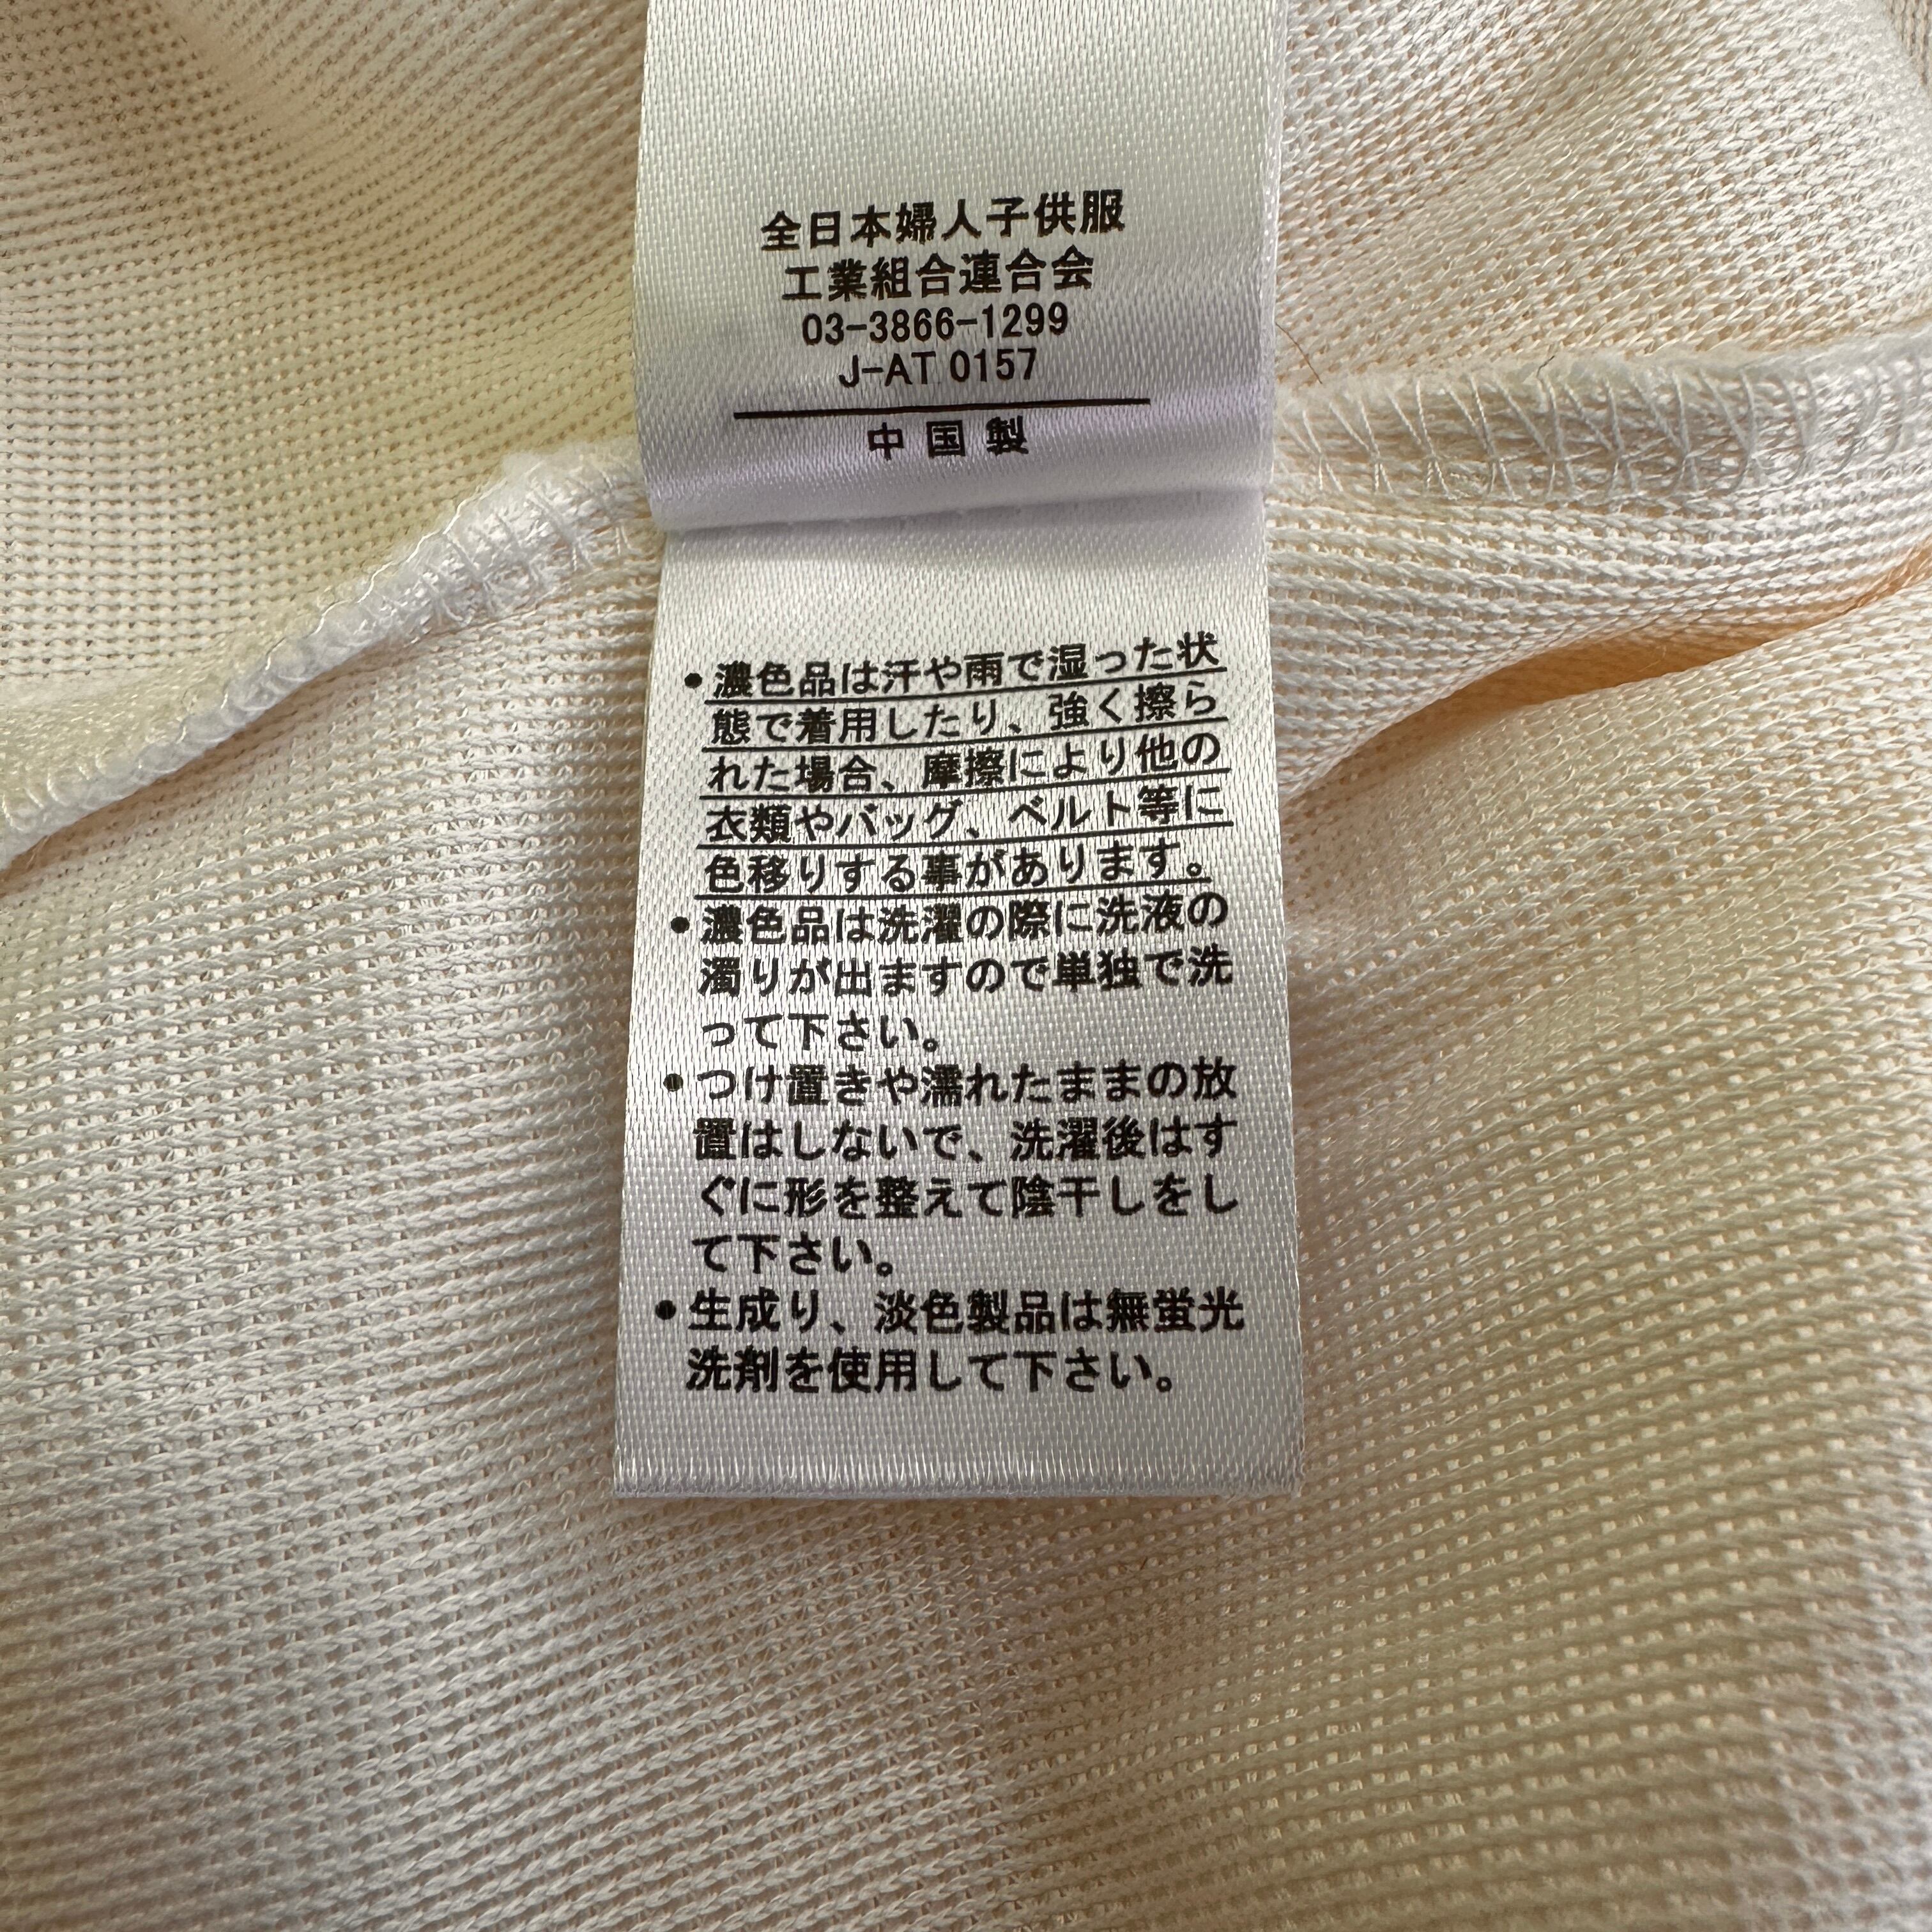 全日本婦人子供服
工業組合連合会
03-3866-1299
J-AT 0157
中国製
•濃色品は汗や雨で湿った状
態で着用したり、強く擦ら
れた場合、摩擦により他の
衣類やバッグ、ベルト等に
色移りする事があります。
•濃色品は洗濯の際に洗液の
濁りが出ますので単独で洗
って下さい。
•つけ置きや濡れたままの放
置はしないで、洗濯後はす
ぐに形を整えて陰干しをし
て下さい。
•生成り、淡色製品は無蛍光
洗剤を使用して下さい。